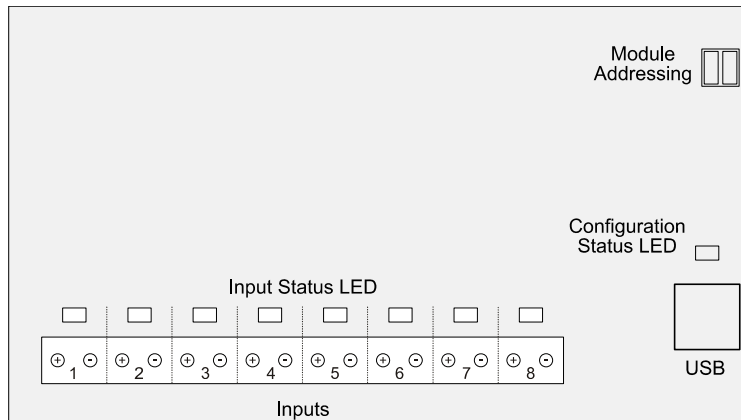 Module
Addressing
Configuration
Status LED
Input Status LED
+ - + - + - + - + - + - + - + -
1 2 3 4 5 6 7 8
USB
Inputs